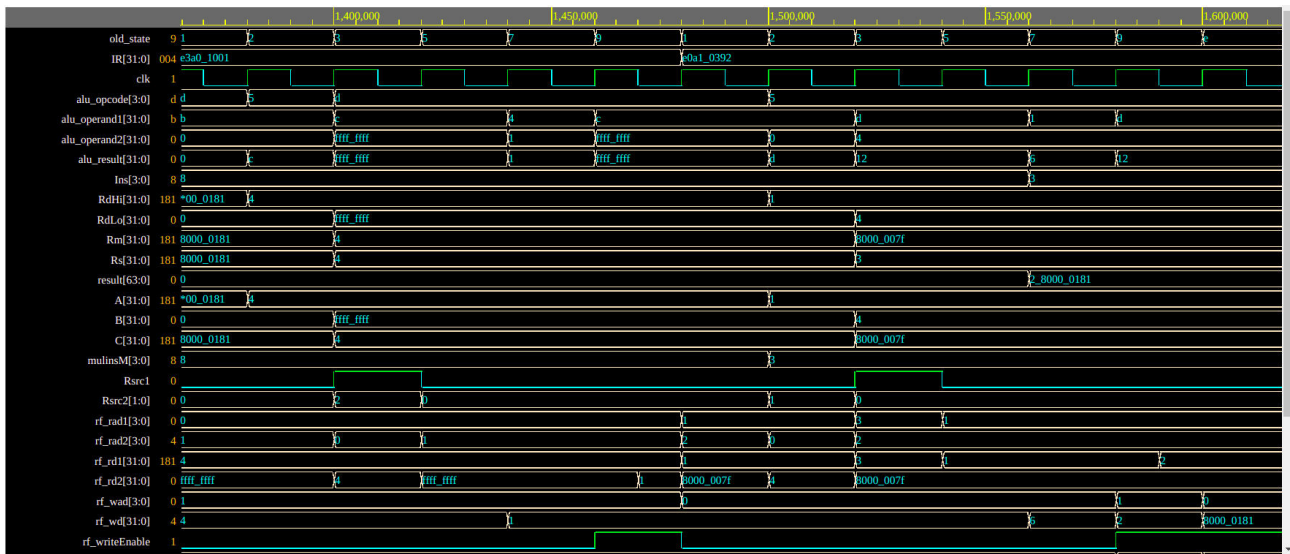 1,400,000 1,450,000 1,500,000 1,550,000 1,600,000
old_state 9 1 2 3 5 7 9 1 2 3 5 7 9 e
IR[31:0] 004 e3a0_1001 e0a1_0392
clk 1
alu_opcode[3:0] d d 5 d 5
alu_operand1[31:0] b b c 4 c d 1 d
alu_operand2[31:0] 0 0 ffff_ffff 1 ffff_ffff 0 4
alu_result[31:0] 0 0 c ffff_ffff 1 ffff_ffff d 12 6 12
Ins[3:0] 8 8 3
RdHi[31:0] 181 *00_0181 4 1
RdLo[31:0] 0 0 ffff_ffff 4
Rm[31:0] 181 8000_0181 4 8000_007f
Rs[31:0] 181 8000_0181 4 3
result[63:0] 0 0 2_8000_0181
A[31:0] 181 *00_0181 4 1
B[31:0] 0 0 ffff_ffff 4
C[31:0] 181 8000_0181 4 8000_007f
mulinsM[3:0] 8 8 3
Rsrc1 0
Rsrc2[1:0] 0 0 2 0 1 0
rf_rad1[3:0] 0 0 1 3 1
rf_rad2[3:0] 4 1 0 1 2 0 2
rf_rd1[31:0] 181 4 1 3 1 2
rf_rd2[31:0] 0 ffff_ffff 4 ffff_ffff 1 8000_007f 4 8000_007f
rf_wad[3:0] 0 1 0 1 0
rf_wd[31:0] 4 4 1 6 2 8000_0181
rf_writeEnable 1